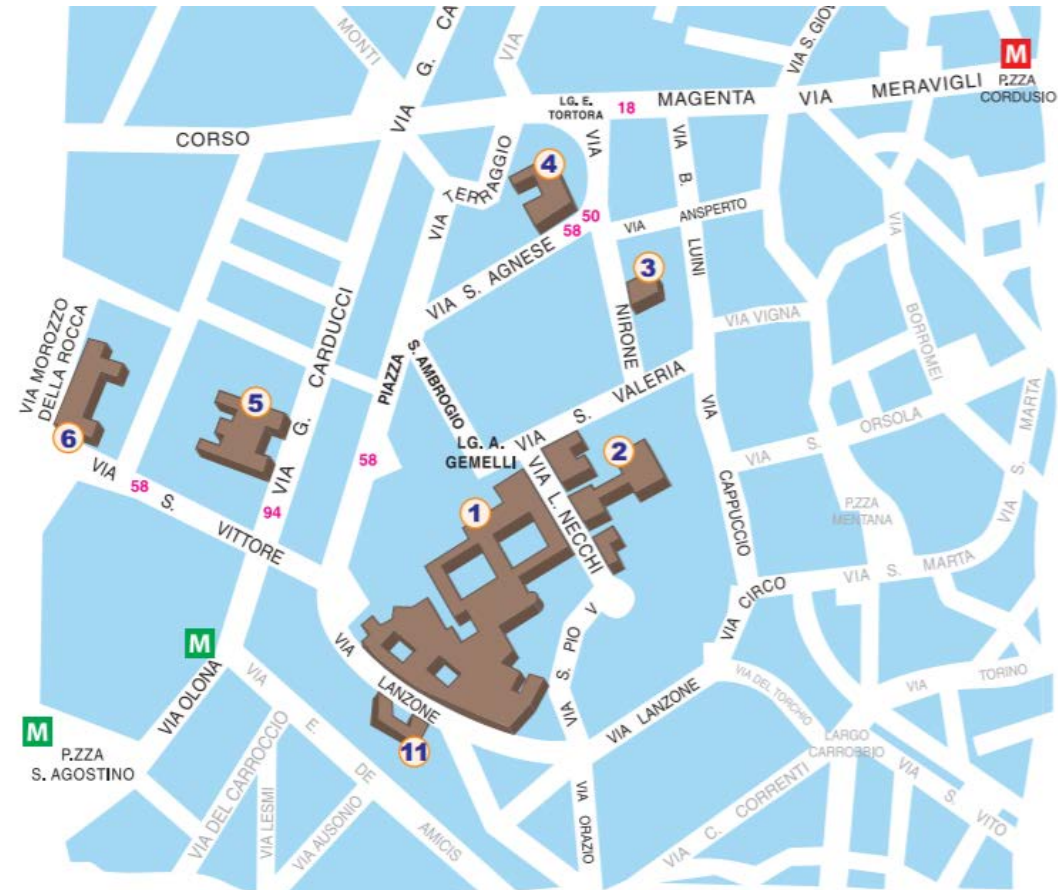 MONTI
VIA G. CA
VIA
VIA S. GIOV
M
P.ZZA
CORDUSIO
CORSO
LG. E.
TORTORA
18
MAGENTA
VIA
MERAVIGLI
VIA
TERRAGGIO
4
VIA
VIA B.
LUINI
VIA
ANSPERTO
50
58
VIA S. AGNESE
3
NIRONE
VIA VIGNA
VIA
BORROMEI
VIA MOROZZO
DELLA ROCCA
6
5
VIA G. CARDUCCI
PIAZZA
S. AMBROGIO
LG. A.
GEMELLI
VIA S. VALERIA
VIA
CAPPUCCIO
VIA S. ORSOLA
VIA S. MARTA
2
58
VIA
58
S. VITTORE
94
1
VIA L. NECCHI
P.ZZA
MENTANA
VIA S. MARTA
VIA CIRCO
M
VIA OLONA
VIA
LANZONE
VIA S. PIO V
VIA LANZONE
VIA DEL TORCHIO
VIA TORINO
LARGO
CARROBBIO
M
P.ZZA
S. AGOSTINO
11
VIA E. DE AMICIS
VIA DEL CARROCCIO
VIA LESMI
VIA AUSONIO
VIA ORAZIO
VIA C. CORRENTI
VIA S. VITO